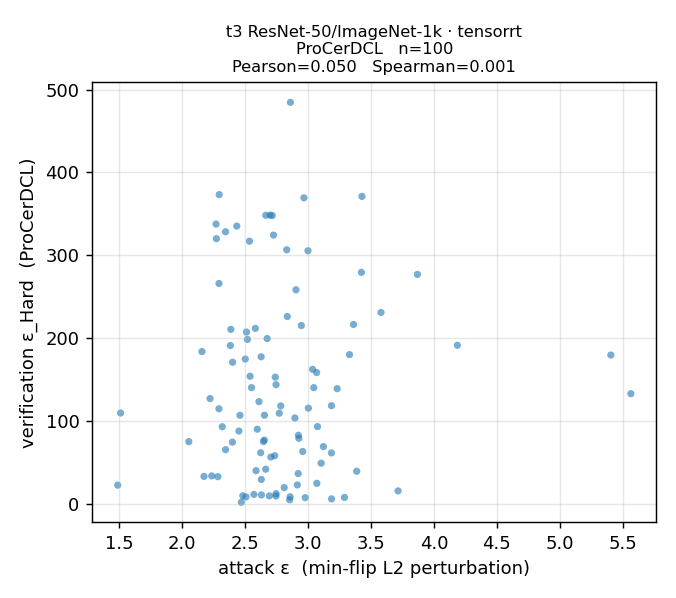 t3 ResNet-50/ImageNet-1k · tensorrt
ProCerDCL   n=100
Pearson=0.050   Spearman=0.001
500
400
300
200
100
0
verification ε_Hard  (ProCerDCL)
1.5 2.0 2.5 3.0 3.5 4.0 4.5 5.0 5.5
attack ε  (min-flip L2 perturbation)